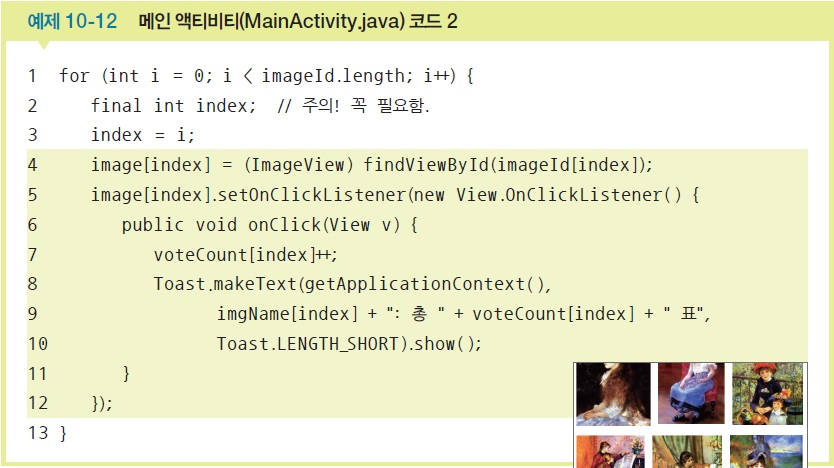 예제 10-12 메인 액티비티(MainActivity.java) 코드 2
1 for (int i = 0; i < imageId.length; i++) {
2 final int index; // 주의! 꼭 필요함.
3 index = i;
4 image[index] = (ImageView) findViewById(imageId[index]);
5 image[index].setOnClickListener(new View.OnClickListener() {
6 public void onClick(View v) {
7 voteCount[index]++;
8 Toast.makeText(getApplicationContext(),
9 imgName[index] + ": 총 " + voteCount[index] + " 표",
10 Toast.LENGTH_SHORT).show();
11 }
12 });
13 }